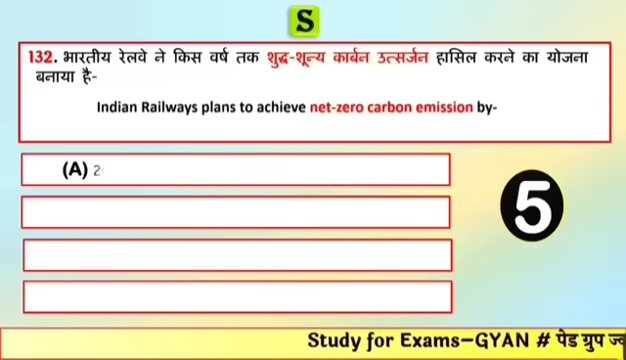 S
132. भारतीय रेलवे ने किस वर्ष तक शुद्ध-शून्य कार्बन उत्सर्जन हासिल करने का योजना
बनाया है-
Indian Railways plans to achieve net-zero carbon emission by-
(A) 2
5
Study for Exams-GYAN # पेड ग्रुप